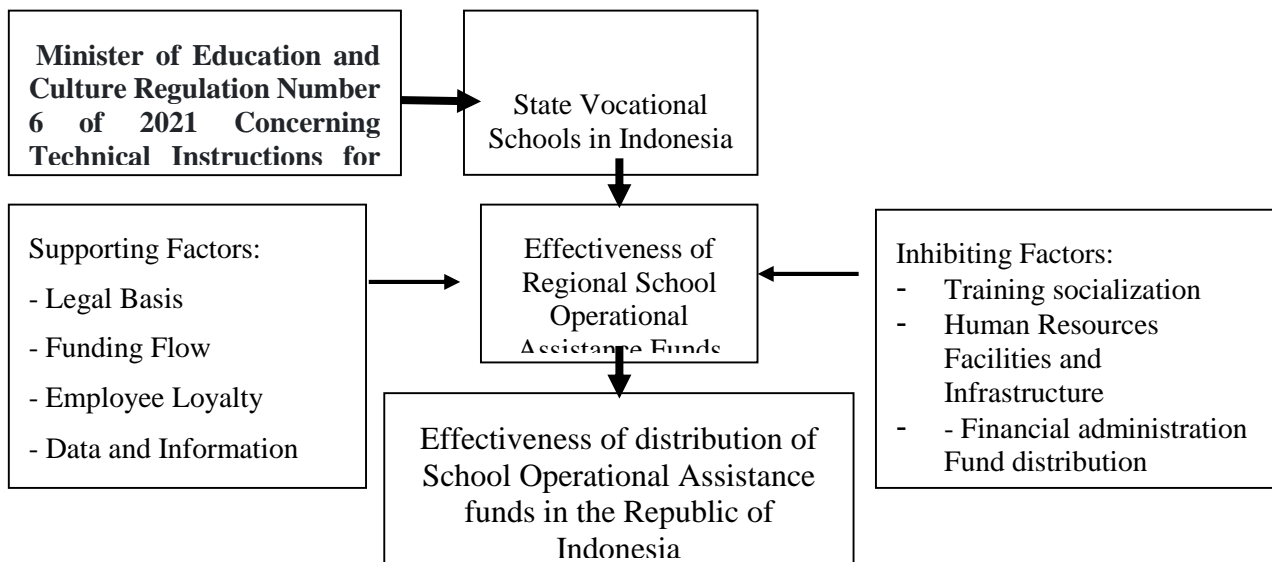 Minister of Education and
Culture Regulation Number
6 of 2021 Concerning
Technical Instructions for
State Vocational
Schools in Indonesia
Supporting Factors:
- Legal Basis
- Funding Flow
- Employee Loyalty
- Data and Information
Effectiveness of
Regional School
Operational
Assistance Funds
Inhibiting Factors:
- Training socialization
- Human Resources
Facilities and
Infrastructure
- - Financial administration
Fund distribution
Effectiveness of distribution of
School Operational Assistance
funds in the Republic of
Indonesia